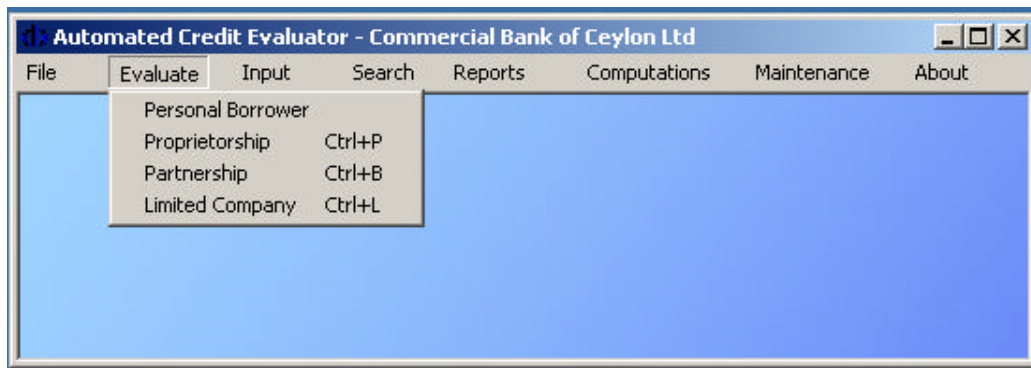 Automated Credit Evaluator - Commercial Bank of Ceylon Ltd
File Evaluate Input Search Reports Computations Maintenance About
Personal Borrower
Proprietorship Ctrl+P
Partnership Ctrl+B
Limited Company Ctrl+L